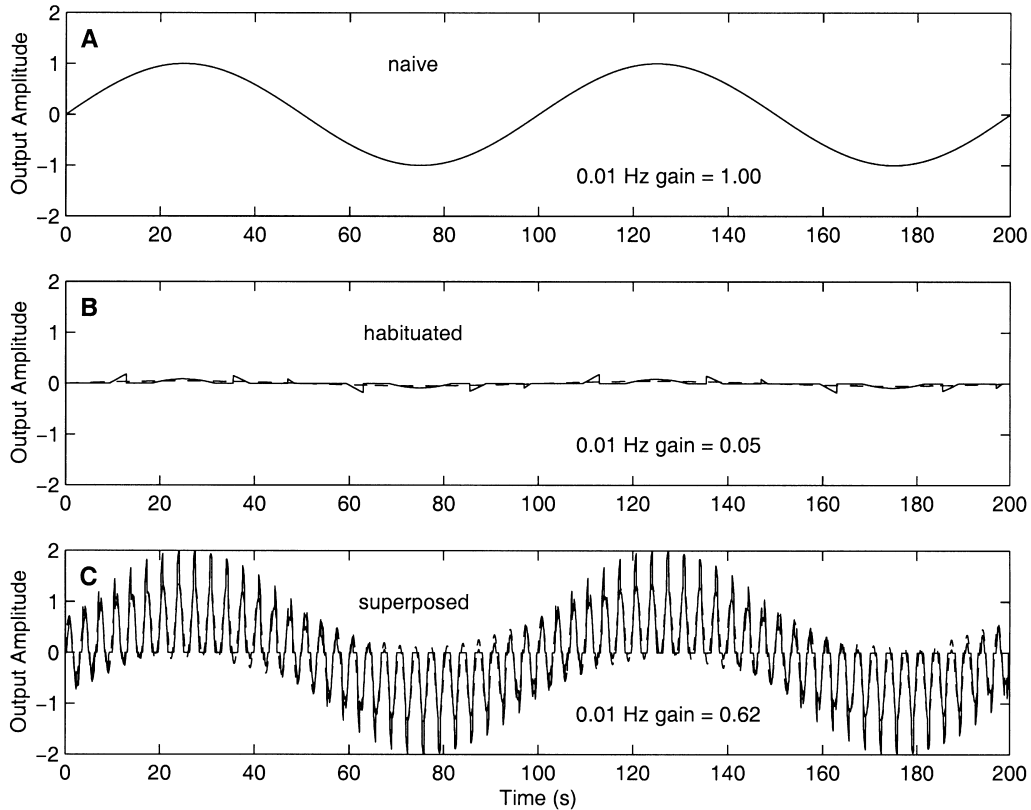 A
naive
0.01 Hz gain = 1.00
Output Amplitude
2
1
0
−1
−2
0 20 40 60 80 100 120 140 160 180 200
B
habituated
0.01 Hz gain = 0.05
Output Amplitude
2
1
0
−1
−2
0 20 40 60 80 100 120 140 160 180 200
C
superposed
0.01 Hz gain = 0.62
Output Amplitude
2
1
0
−1
−2
0 20 40 60 80 100 120 140 160 180 200
Time (s)